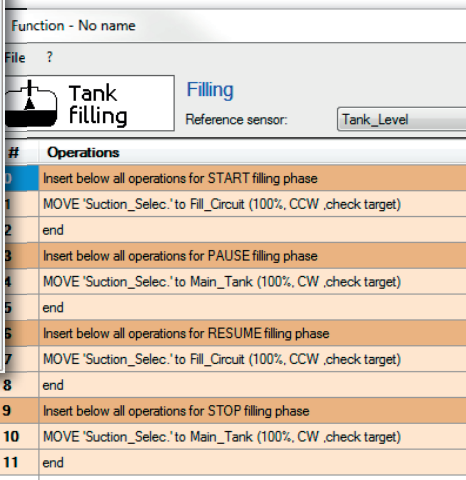 Function - No name
File ?
Tank
filling
Filling
Reference sensor: Tank_Level
# Operations
0 Insert below all operations for START filling phase
1 MOVE 'Suction_Selec.' to Fill_Circuit (100%, CCW ,check target)
2 end
3 Insert below all operations for PAUSE filling phase
4 MOVE 'Suction_Selec.' to Main_Tank (100%, CW ,check target)
5 end
6 Insert below all operations for RESUME filling phase
7 MOVE 'Suction_Selec.' to Fill_Circuit (100%, CCW ,check target)
8 end
9 Insert below all operations for STOP filling phase
10 MOVE 'Suction_Selec.' to Main_Tank (100%, CW ,check target)
11 end